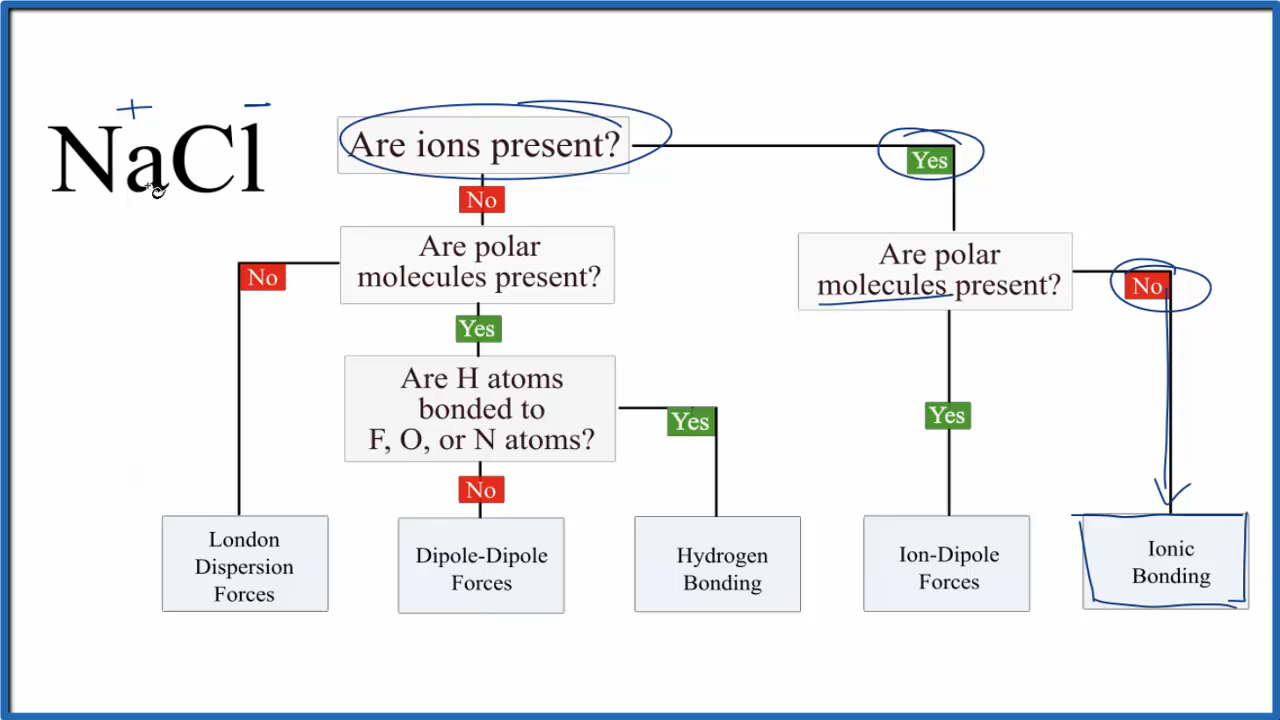 + −
NaCl
Are ions present?
Yes
No
Are polar
molecules present?
No
Are polar
molecules present?
No
Yes
Are H atoms
bonded to
F, O, or N atoms?
Yes
Yes
No
London
Dispersion
Forces
Dipole-Dipole
Forces
Hydrogen
Bonding
Ion-Dipole
Forces
Ionic
Bonding